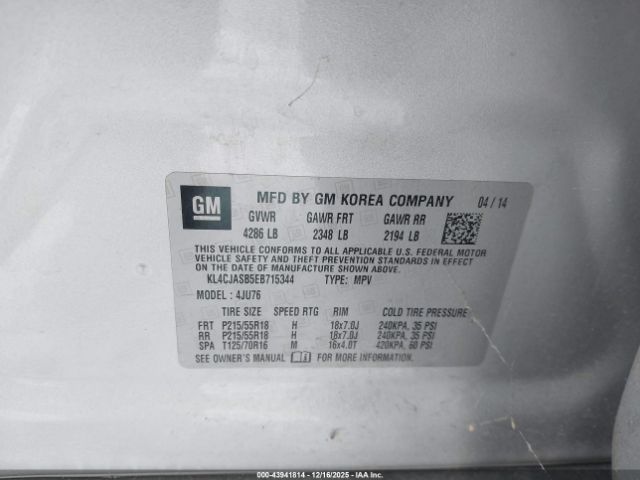 GM MFD BY GM KOREA COMPANY 04/14
GVWR GAWR FRT GAWR RR
4286 LB 2348 LB 2194 LB
THIS VEHICLE CONFORMS TO ALL APPLICABLE U.S. FEDERAL MOTOR
VEHICLE SAFETY AND THEFT PREVENTION STANDARDS IN EFFECT
ON THE DATE OF MANUFACTURE SHOWN ABOVE.
KL4CJASB5EB715344 TYPE: MPV
MODEL : 4JU76
TIRE SIZE SPEED RTG RIM COLD TIRE PRESSURE
FRT P215/55R18 H 18x7.0J 240KPA, 35 PSI
RR P215/55R18 H 18x7.0J 240KPA, 35 PSI
SPA T125/70R16 M 16x4.0T 420KPA, 60 PSI
SEE OWNER'S MANUAL FOR MORE INFORMATION.
000-43941814 - 12/16/2025 - IAA Inc.